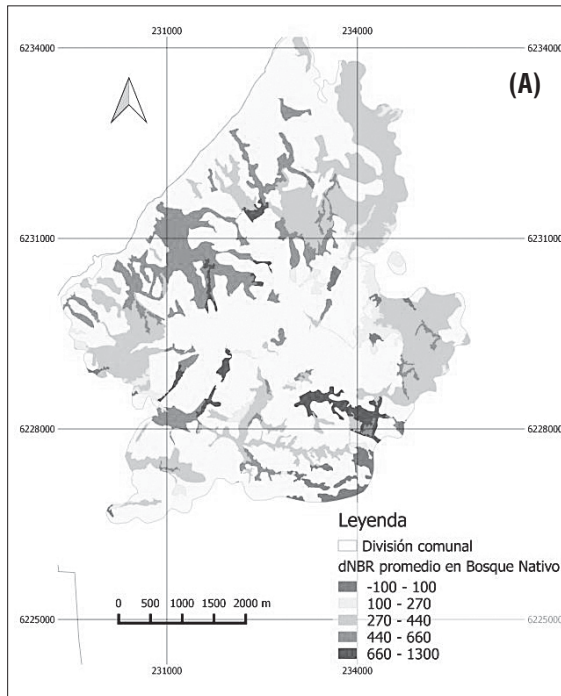 231000 234000
6234000 6234000
(A)
6231000 6231000
6228000 6228000
Leyenda
División comunal
dNBR promedio en Bosque Nativo
-100 - 100
100 - 270
270 - 440
440 - 660
660 - 1300
0 500 1000 1500 2000 m
6225000 6225000
231000 234000